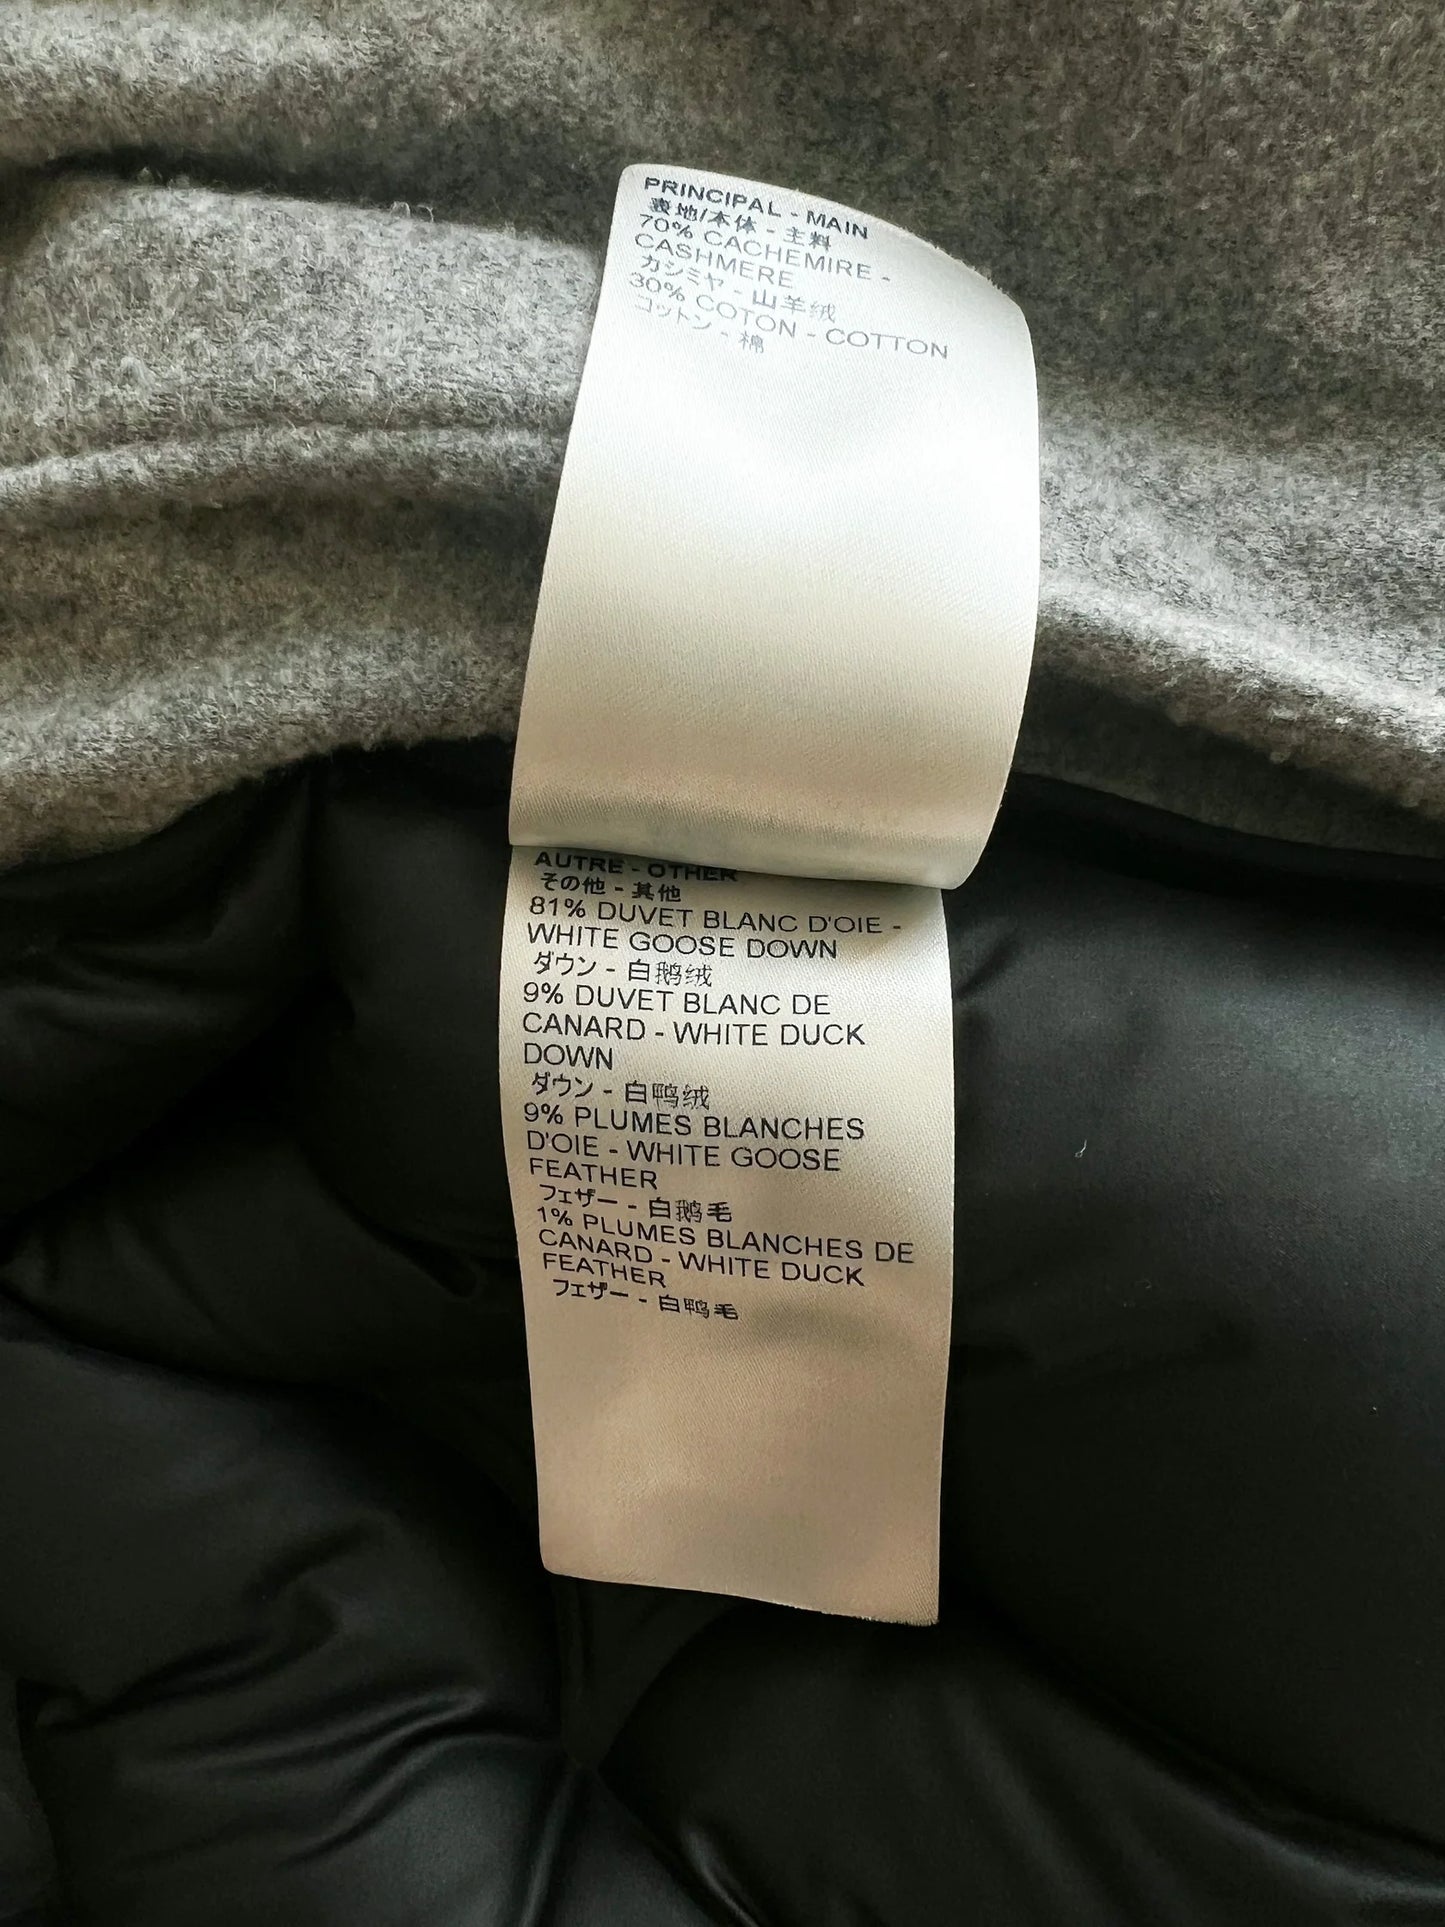 PRINCIPAL - MAIN
表地/本体 - 主料
70% CACHEMIRE -
CASHMERE
カシミヤ - 山羊绒
30% COTON - COTTON
コットン - 棉
AUTRE - OTHER
その他 - 其他
81% DUVET BLANC D'OIE -
WHITE GOOSE DOWN
ダウン - 白鹅绒
9% DUVET BLANC DE
CANARD - WHITE DUCK
DOWN
ダウン - 白鸭绒
9% PLUMES BLANCHES
D'OIE - WHITE GOOSE
FEATHER
フェザー - 白鹅毛
1% PLUMES BLANCHES DE
CANARD - WHITE DUCK
FEATHER
フェザー - 白鸭毛